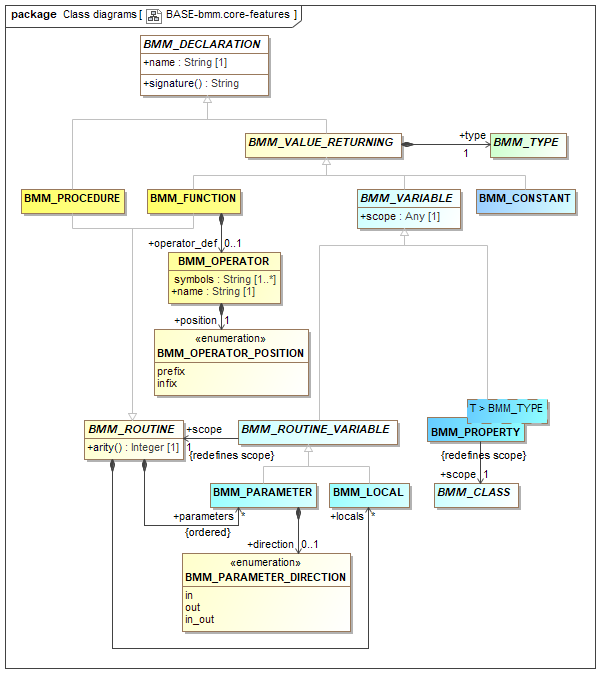 package Class diagrams [ BASE-bmm.core-features ]
BMM_DECLARATION
+name : String [1]
+signature() : String
BMM_VALUE_RETURNING
+type
1
BMM_TYPE
BMM_PROCEDURE
BMM_FUNCTION
BMM_VARIABLE
+scope : Any [1]
BMM_CONSTANT
+operator_def 0..1
BMM_OPERATOR
symbols : String [1..*]
+name : String [1]
+position 1
«enumeration»
BMM_OPERATOR_POSITION
prefix
infix
T > BMM_TYPE
BMM_PROPERTY
BMM_ROUTINE
+arity() : Integer [1]
+scope
1
{redefines scope}
BMM_ROUTINE_VARIABLE
{redefines scope}
+scope 1
BMM_CLASS
BMM_PARAMETER
BMM_LOCAL
+parameters *
{ordered}
+locals *
+direction 0..1
«enumeration»
BMM_PARAMETER_DIRECTION
in
out
in_out